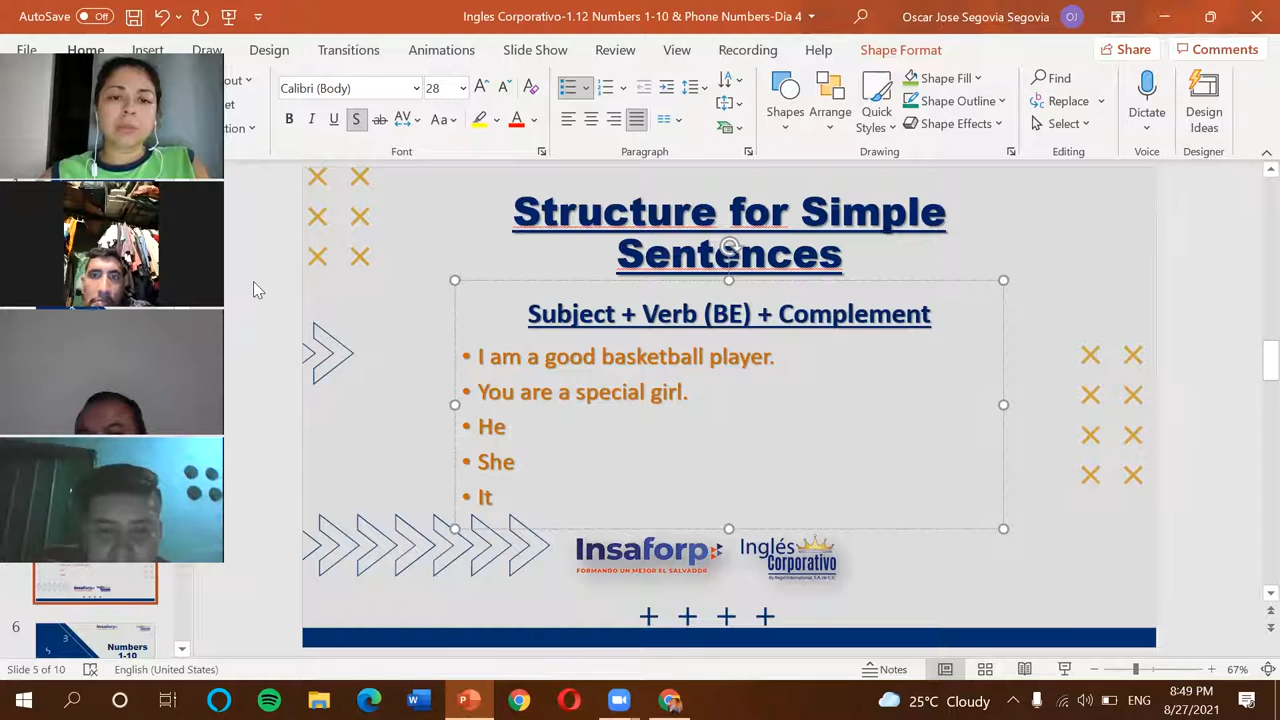 AutoSave Off
Ingles Corporativo-1.12 Numbers 1-10 & Phone Numbers-Dia 4
Oscar Jose Segovia Segovia OJ
File Home Insert Draw Design Transitions Animations Slide Show Review View Recording Help Shape Format
Share Comments
Calibri (Body) 28
Shapes Arrange Quick Styles
Shape Fill
Shape Outline
Shape Effects
Find
Replace
Select
Dictate
Design Ideas
Font Paragraph Drawing Editing Voice Designer
Structure for Simple
Sentences
Subject + Verb (BE) + Complement
• I am a good basketball player.
• You are a special girl.
• He
• She
• It
Insaforp
FORMANDO UN MEJOR EL SALVADOR
Inglés
Corporativo
6
Numbers
1-10
Slide 5 of 10 English (United States)
Notes 67%
25°C Cloudy ENG
8:49 PM
8/27/2021